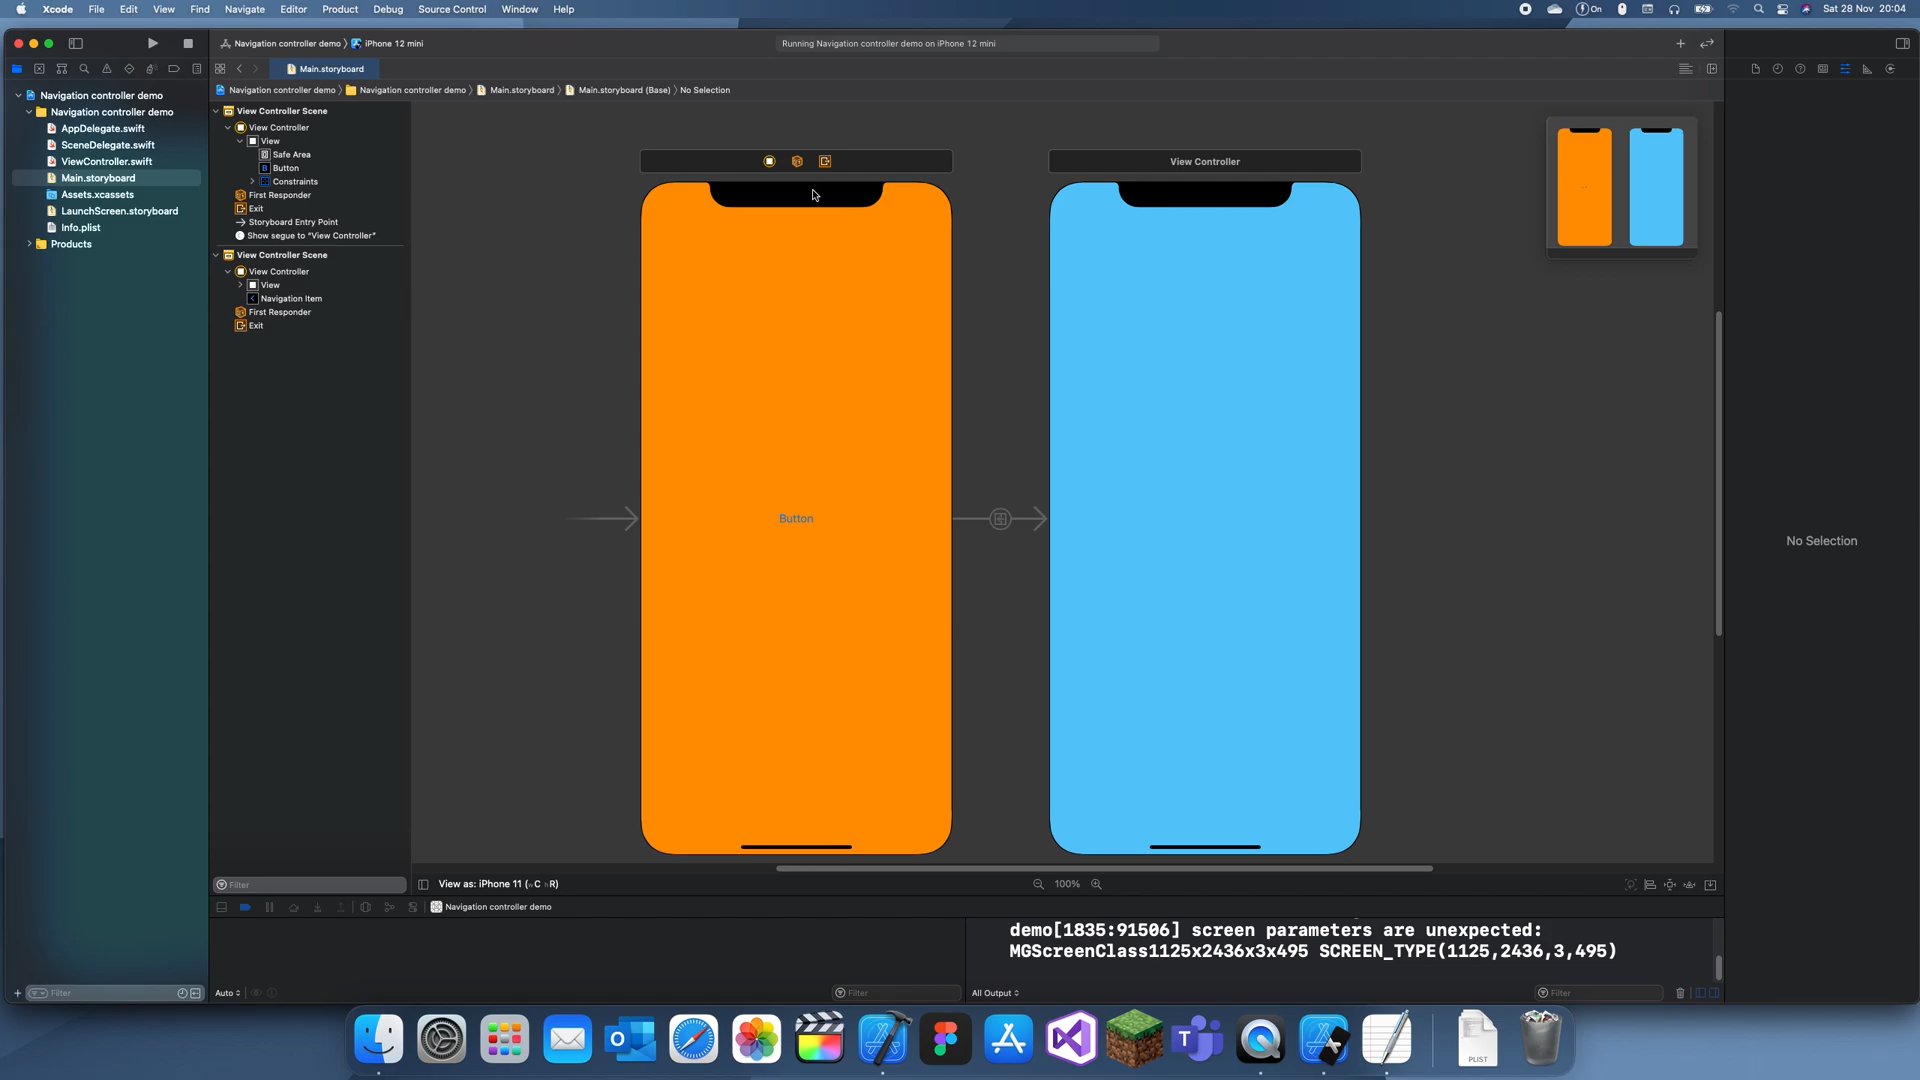 Xcode File Edit View Find Navigate Editor Product Debug Source Control Window Help
On Sat 28 Nov 20:04
Navigation controller demo iPhone 12 mini
Running Navigation controller demo on iPhone 12 mini
Main.storyboard
Navigation controller demo Navigation controller demo Main.storyboard Main.storyboard (Base) No Selection
Navigation controller demo
Navigation controller demo
AppDelegate.swift
SceneDelegate.swift
ViewController.swift
Main.storyboard
Assets.xcassets
LaunchScreen.storyboard
Info.plist
Products
View Controller Scene
View Controller
View
Safe Area
B Button
Constraints
First Responder
Exit
Storyboard Entry Point
Show segue to "View Controller"
View Controller Scene
View Controller
View
Navigation Item
First Responder
Exit
View Controller
Button
No Selection
Filter
View as: iPhone 11 (wC hR)
100%
Navigation controller demo
demo[1835:91506] screen parameters are unexpected:
MGScreenClass1125x2436x3x495 SCREEN_TYPE(1125,2436,3,495)
Filter
Auto
Filter
All Output
Filter
PLIST